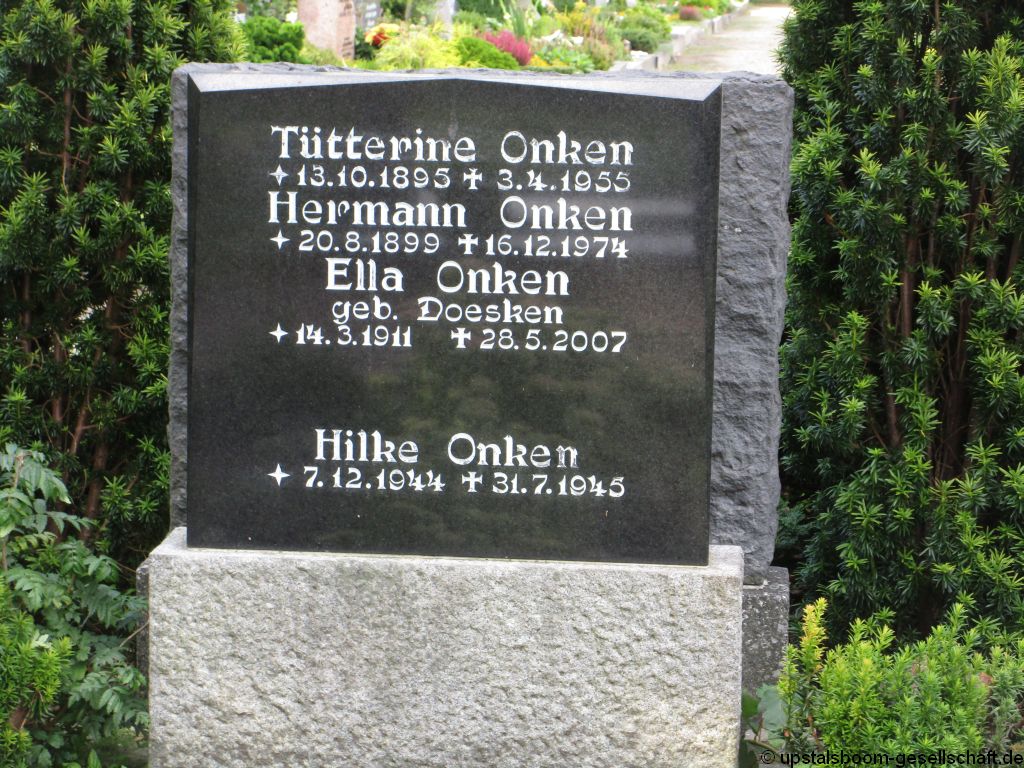 Tütterine Onken
✦ 13.10.1895 ✝ 3.4.1955
Hermann Onken
✦ 20.8.1899 ✝ 16.12.1974
Ella Onken
geb. Doesken
✦ 14.3.1911 ✝ 28.5.2007
Hilke Onken
✦ 7.12.1944 ✝ 31.7.1945
© upstalsboom-gesellschaft.de